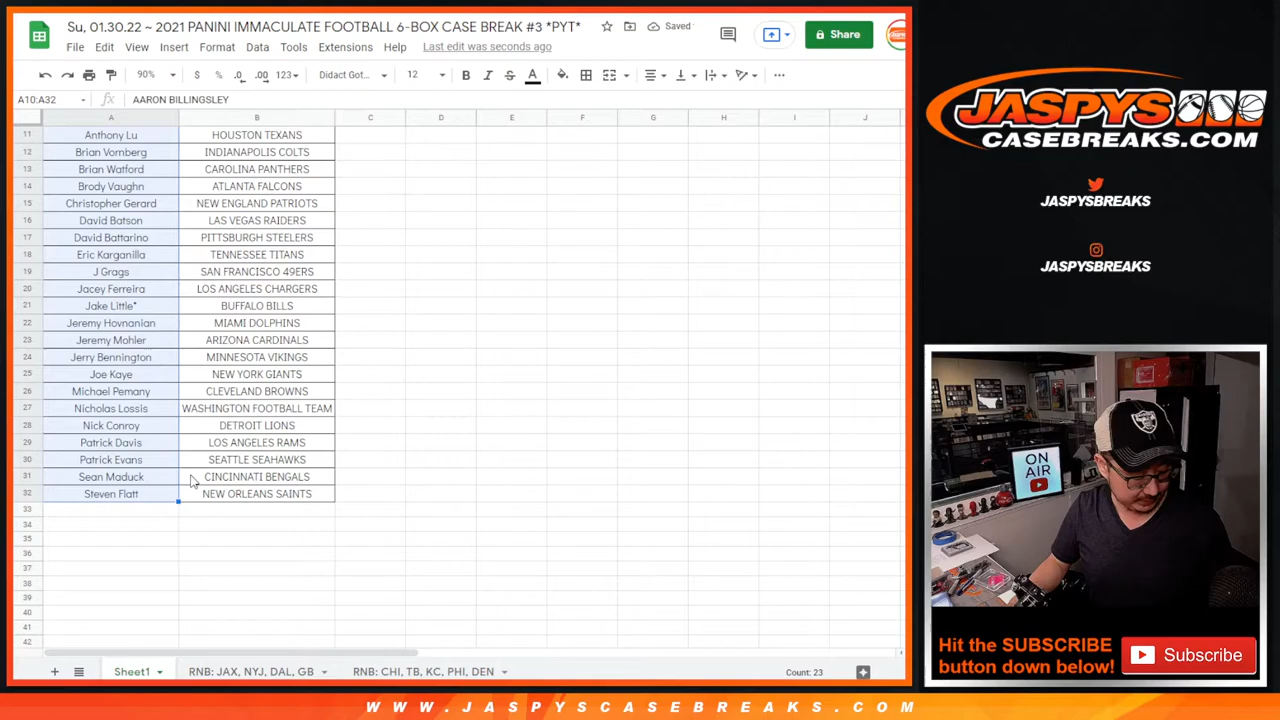 Su, 01.30.22 ~ 2021 PANINI IMMACULATE FOOTBALL 6-BOX CASE BREAK #3 *PYT*
Saved
File Edit View Insert Format Data Tools Extensions Help Last edit was seconds ago
Share
90% $ % .0 .00 123 Didact Got... 12 B I S A
A10:A32 fx AARON BILLINGSLEY
A B C D E F G H I J
11 Anthony Lu HOUSTON TEXANS
12 Brian Vornberg INDIANAPOLIS COLTS
13 Brian Watford CAROLINA PANTHERS
14 Brody Vaughn ATLANTA FALCONS
15 Christopher Gerard NEW ENGLAND PATRIOTS
16 David Batson LAS VEGAS RAIDERS
17 David Battarino PITTSBURGH STEELERS
18 Eric Karganilla TENNESSEE TITANS
19 J Grags SAN FRANCISCO 49ERS
20 Jacey Ferreira LOS ANGELES CHARGERS
21 Jake Little* BUFFALO BILLS
22 Jeremy Hovnanian MIAMI DOLPHINS
23 Jeremy Mohler ARIZONA CARDINALS
24 Jerry Bennington MINNESOTA VIKINGS
25 Joe Kaye NEW YORK GIANTS
26 Michael Pemany CLEVELAND BROWNS
27 Nicholas Lossis WASHINGTON FOOTBALL TEAM
28 Nick Conroy DETROIT LIONS
29 Patrick Davis LOS ANGELES RAMS
30 Patrick Evans SEATTLE SEAHAWKS
31 Sean Maduck CINCINNATI BENGALS
32 Steven Flatt NEW ORLEANS SAINTS
33
34
35
36
37
38
39
40
41
42
Sheet1 RNB: JAX, NYJ, DAL, GB RNB: CHI, TB, KC, PHI, DEN Count: 23
JASPYS
CASEBREAKS.COM
JASPYSBREAKS
JASPYSBREAKS
ON
AIR
Hit the SUBSCRIBE
button down below!
Subscribe
WWW.JASPYSCASEBREAKS.COM